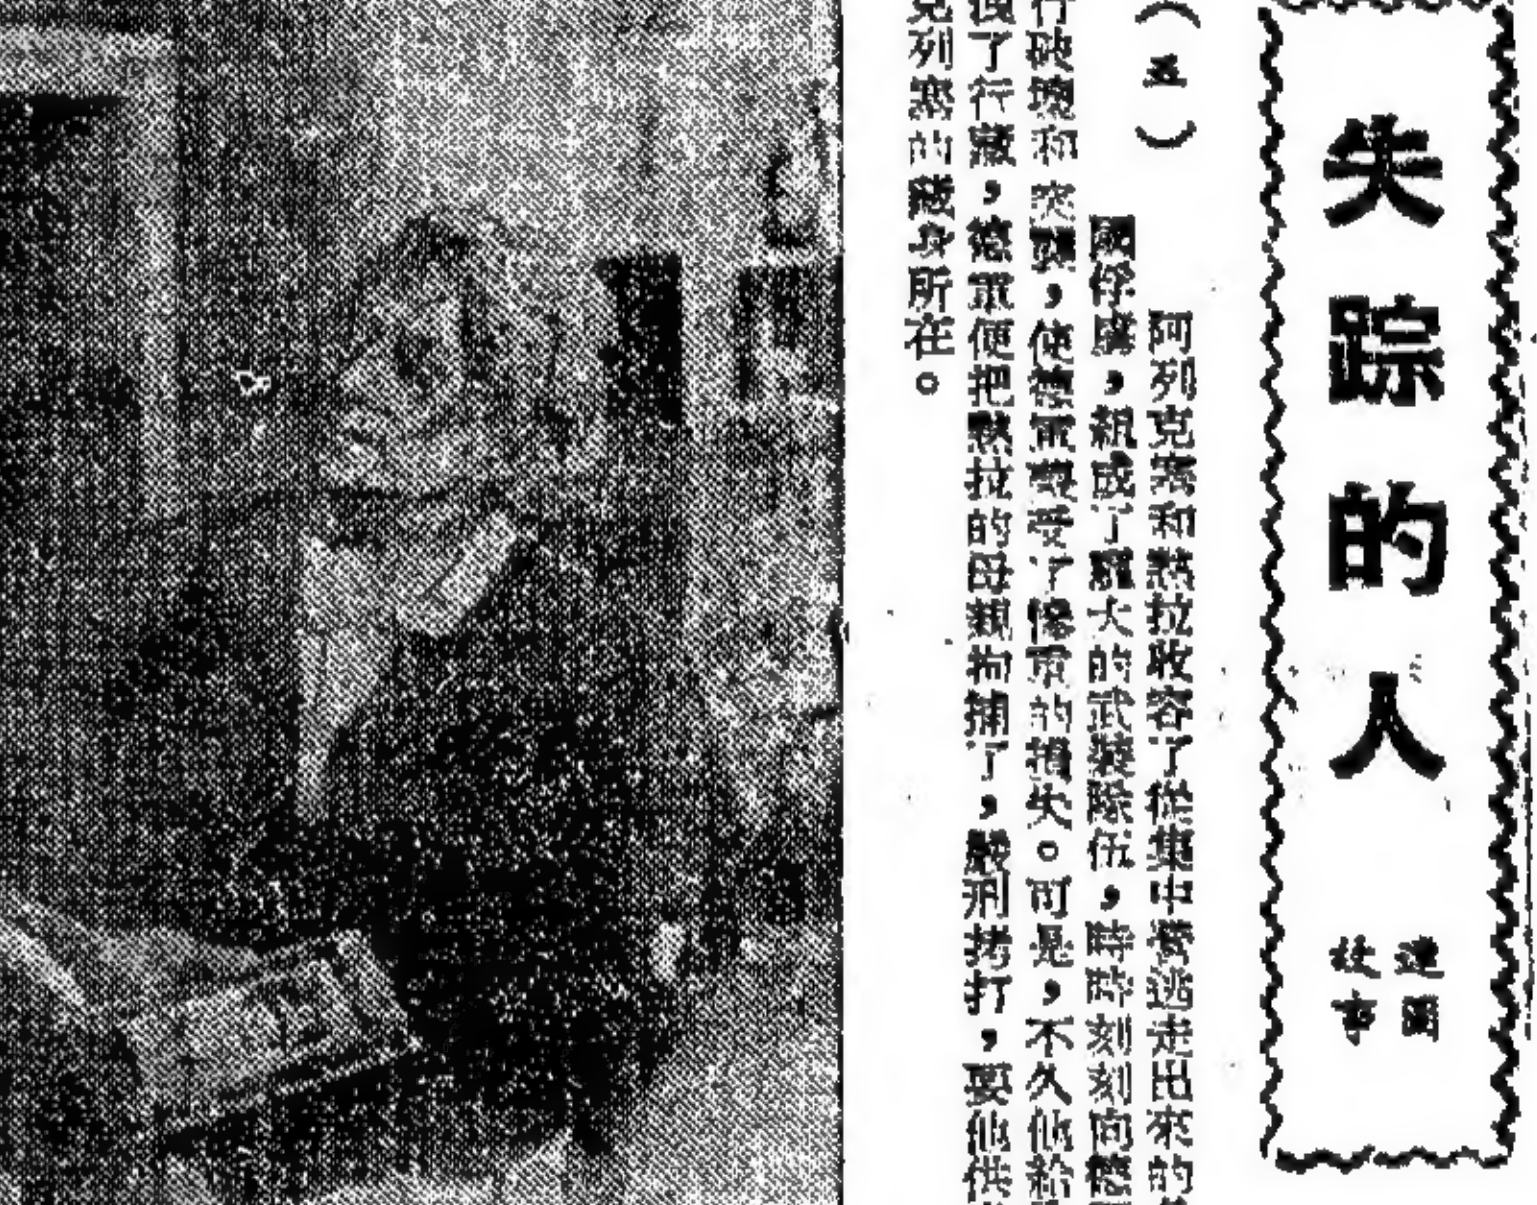 失踪的人
連圖
故事
(五)
阿列克塞和熱拉收容了從集中營逃走出來的
國俘虜，組成了龐大的武裝隊伍，時時刻刻向德
行破壞和突襲，使德軍遭受了慘重的損失。可是，不久他給
了行藏，德軍便把熱拉的母親拘捕了，嚴刑拷打，要他供
克列塞的藏身所在。